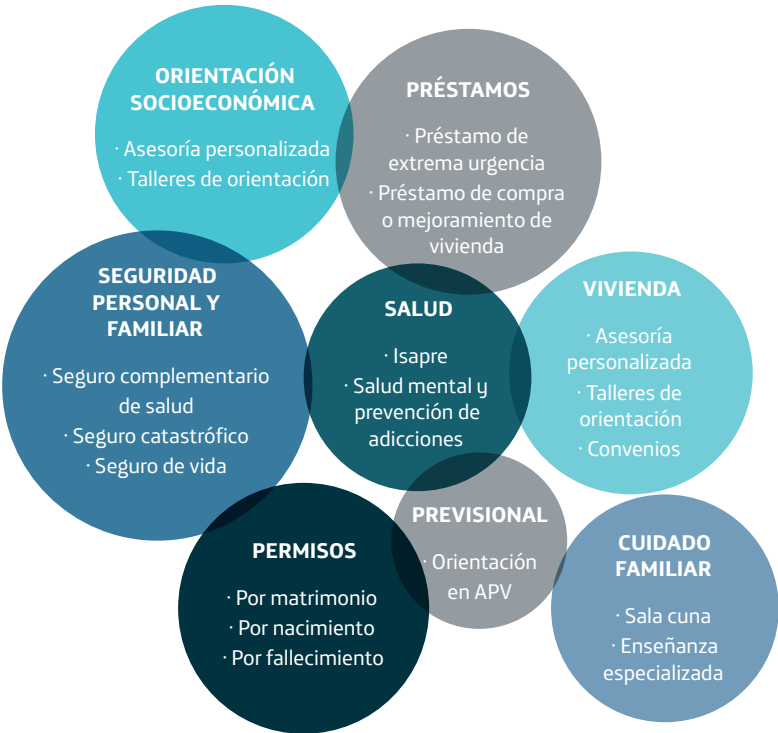 ORIENTACIÓN
SOCIOECONÓMICA
· Asesoría personalizada
· Talleres de orientación
PRÉSTAMOS
· Préstamo de
extrema urgencia
· Préstamo de compra
o mejoramiento de
vivienda
SEGURIDAD
PERSONAL Y
FAMILIAR
· Seguro complementario
de salud
· Seguro catastrófico
· Seguro de vida
SALUD
· Isapre
· Salud mental y
prevención de
adicciones
VIVIENDA
· Asesoría
personalizada
· Talleres de
orientación
· Convenios
PERMISOS
· Por matrimonio
· Por nacimiento
· Por fallecimiento
PREVISIONAL
· Orientación
en APV
CUIDADO
FAMILIAR
· Sala cuna
· Enseñanza
especializada